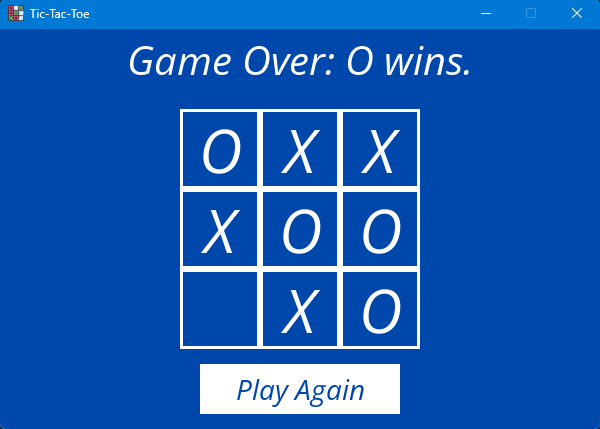 Tic-Tac-Toe
Game Over: O wins.
O X X
X O O
X O
Play Again